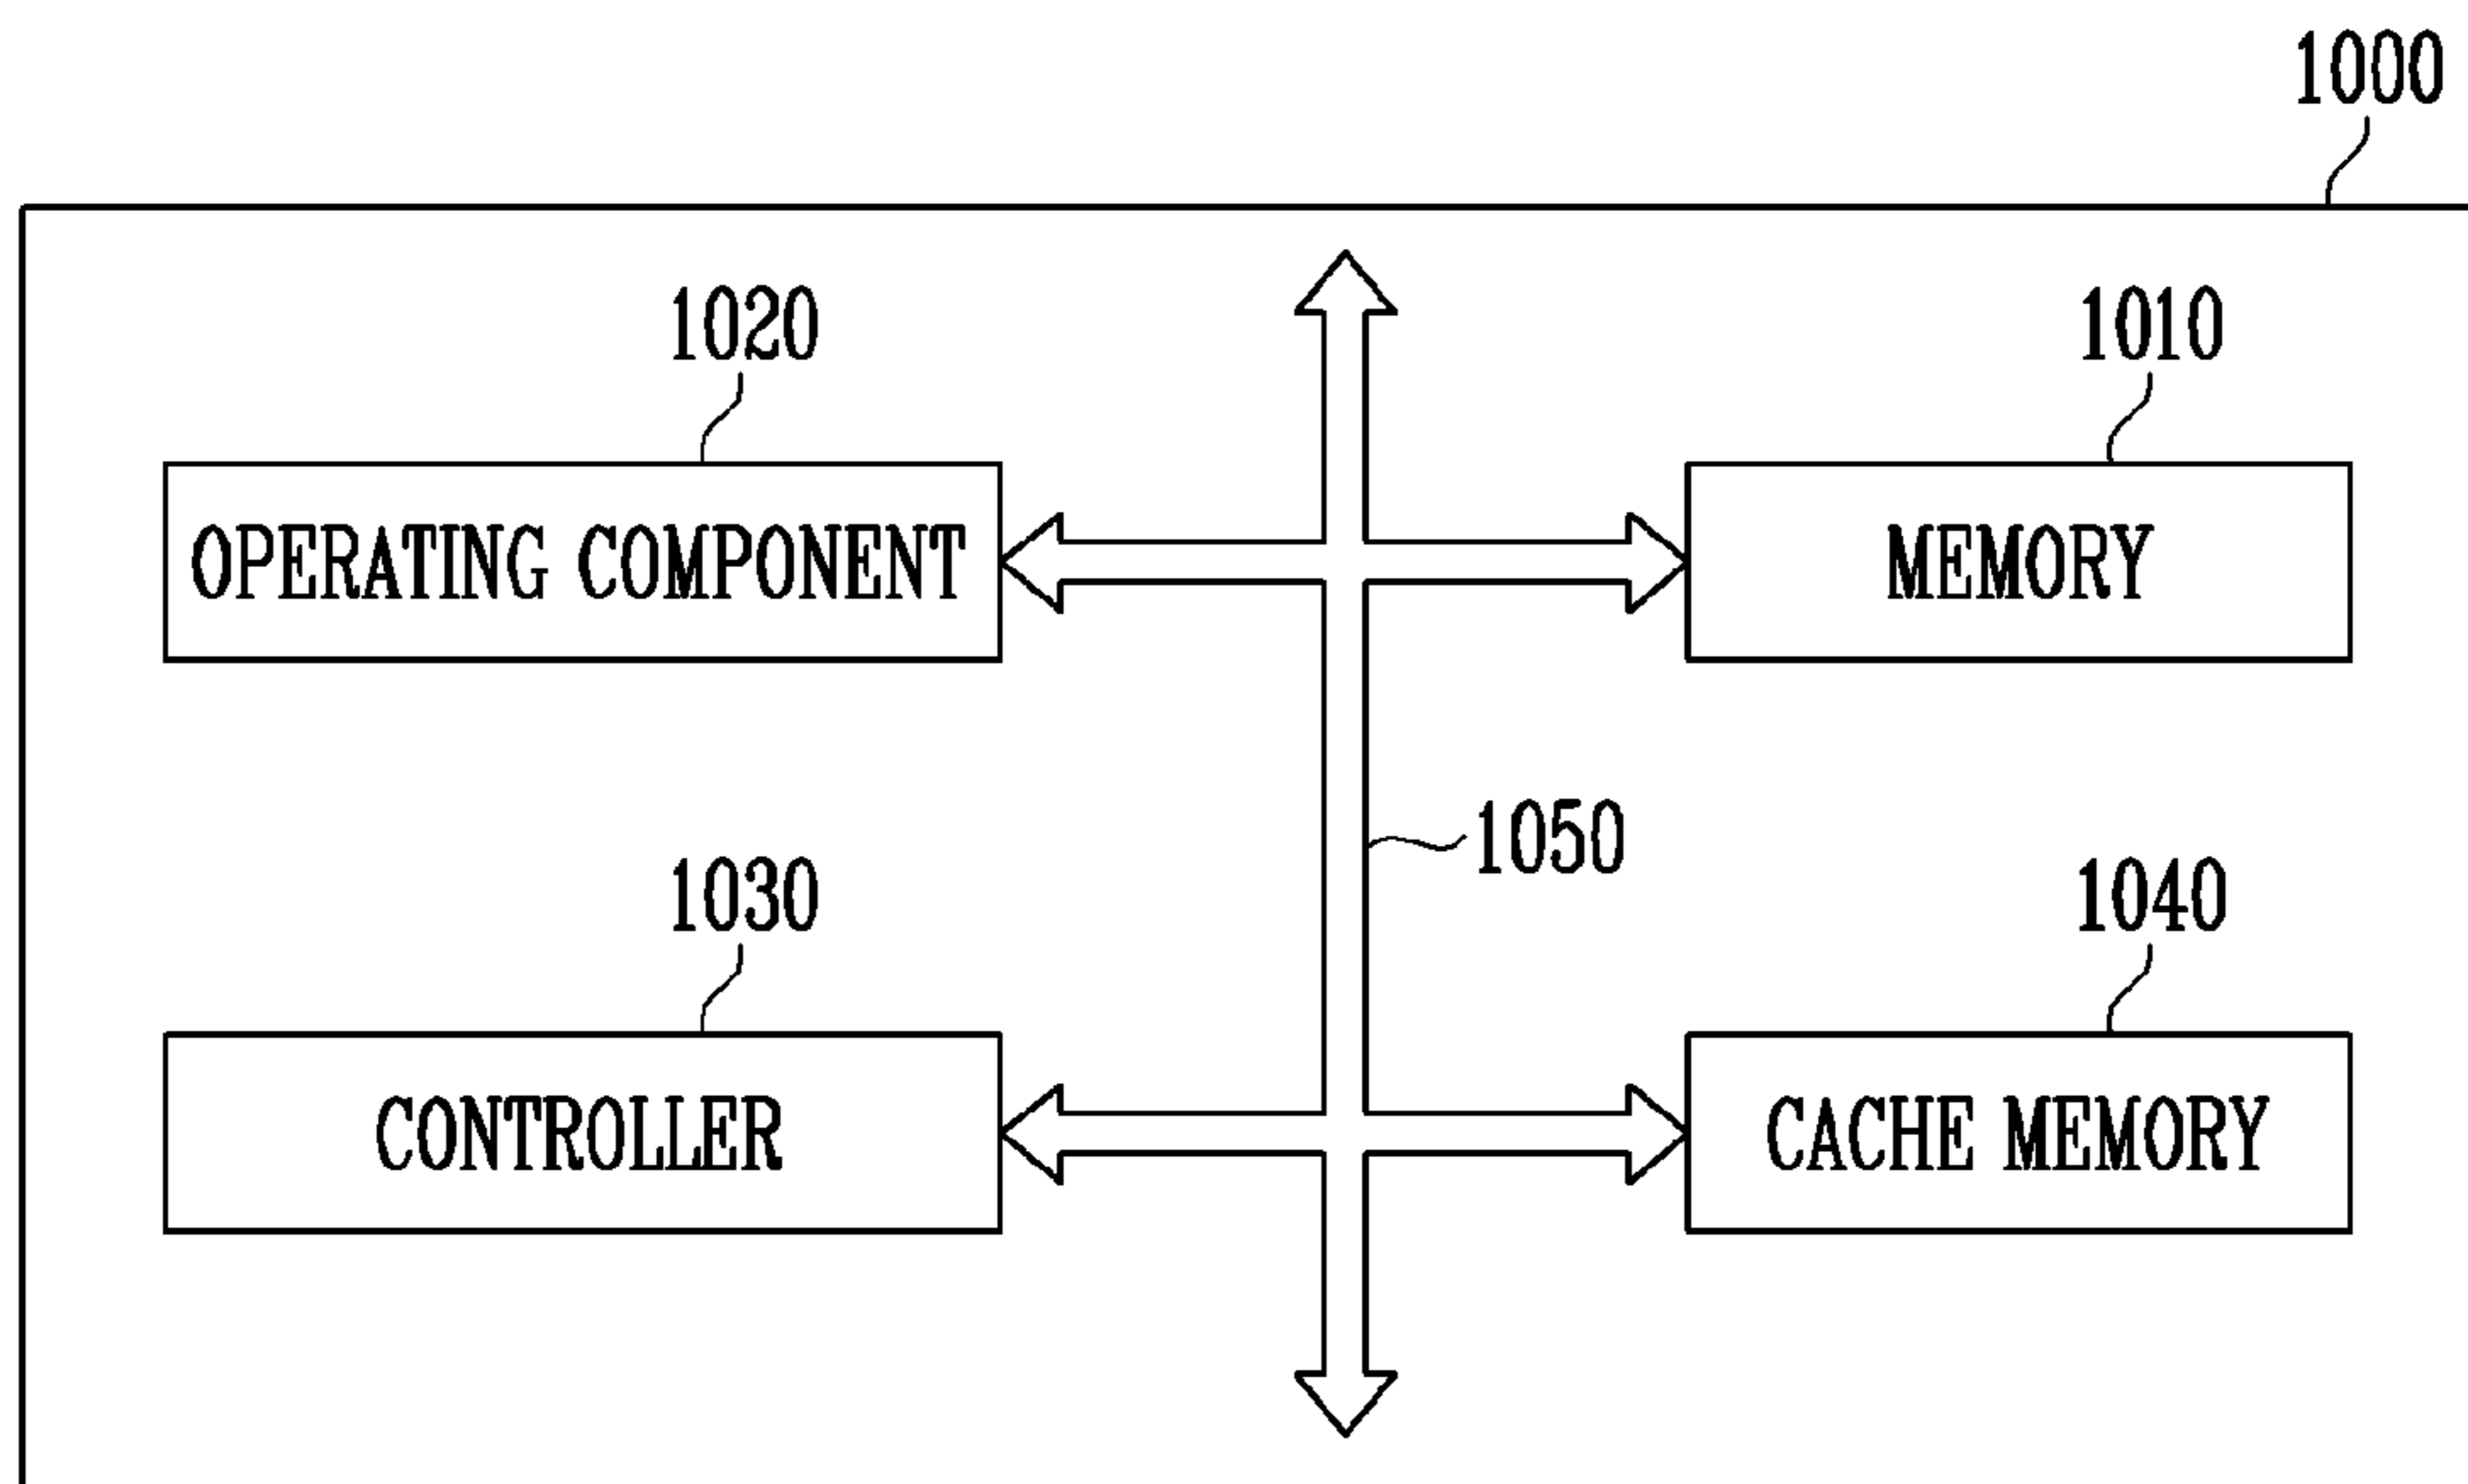 1000
1020
1010
OPERATING COMPONENT
MEMORY
1050
1030
1040
CONTROLLER
CACHE MEMORY